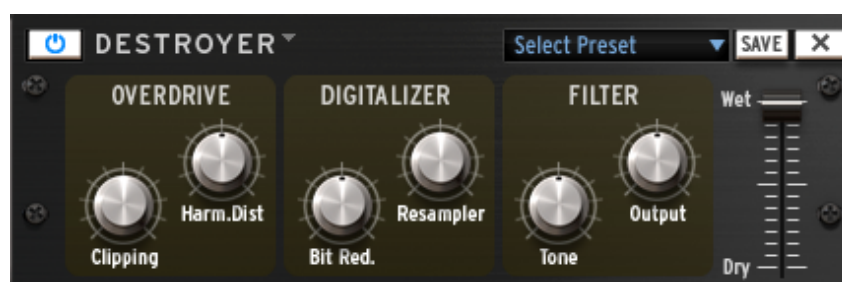 DESTROYER
Select Preset
SAVE
OVERDRIVE
Harm.Dist
Clipping
DIGITALIZER
Resampler
Bit Red.
FILTER
Output
Tone
Wet
Dry